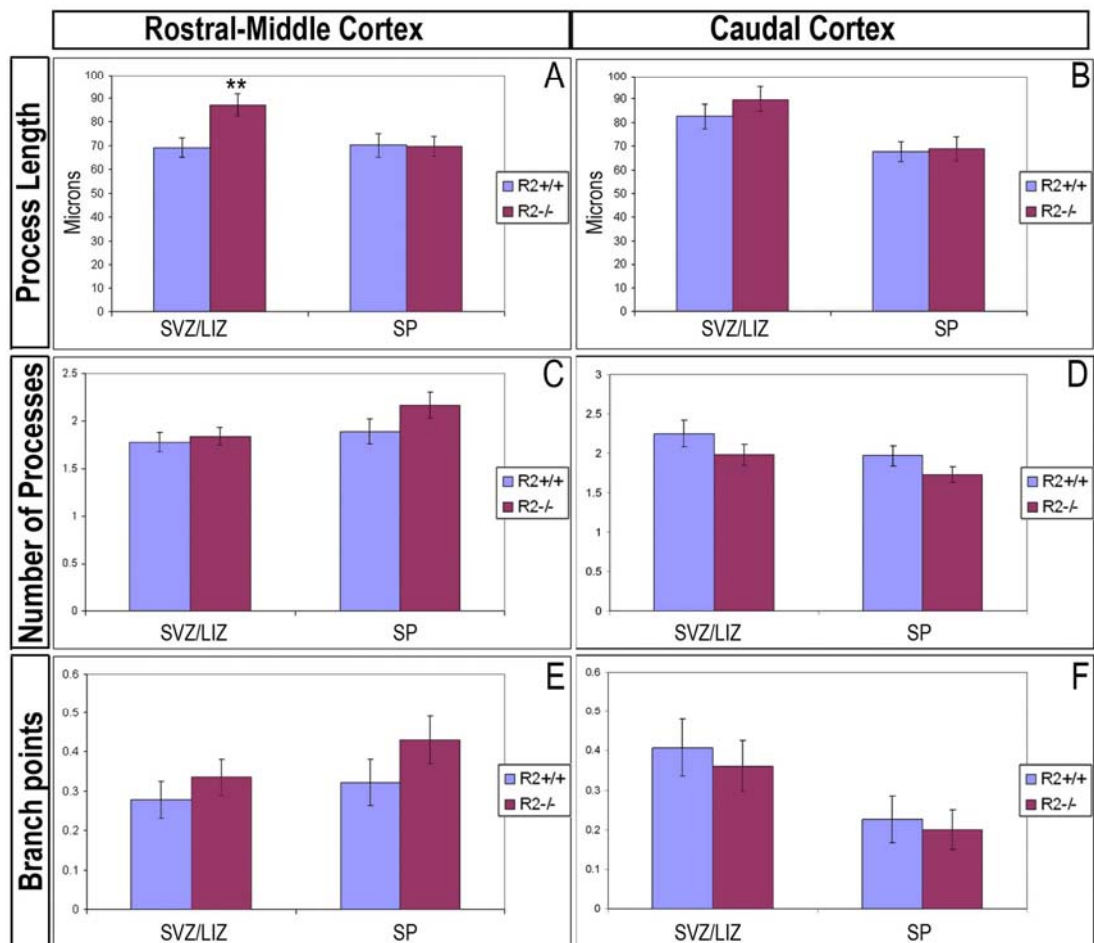 Rostral-Middle Cortex
Caudal Cortex
Process Length
A
**
Microns
100
90
80
70
60
50
40
30
20
10
0
SVZ/LIZ
SP
R2+/+
R2-/-
B
Microns
100
90
80
70
60
50
40
30
20
10
0
SVZ/LIZ
SP
R2+/+
R2-/-
Number of Processes
C
2.5
2
1.5
1
0.5
0
SVZ/LIZ
SP
R2+/+
R2-/-
D
3
2.5
2
1.5
1
0.5
0
SVZ/LIZ
SP
R2+/+
R2-/-
Branch points
E
0.6
0.5
0.4
0.3
0.2
0.1
0
SVZ/LIZ
SP
R2+/+
R2-/-
F
0.6
0.5
0.4
0.3
0.2
0.1
0
SVZ/LIZ
SP
R2+/+
R2-/-